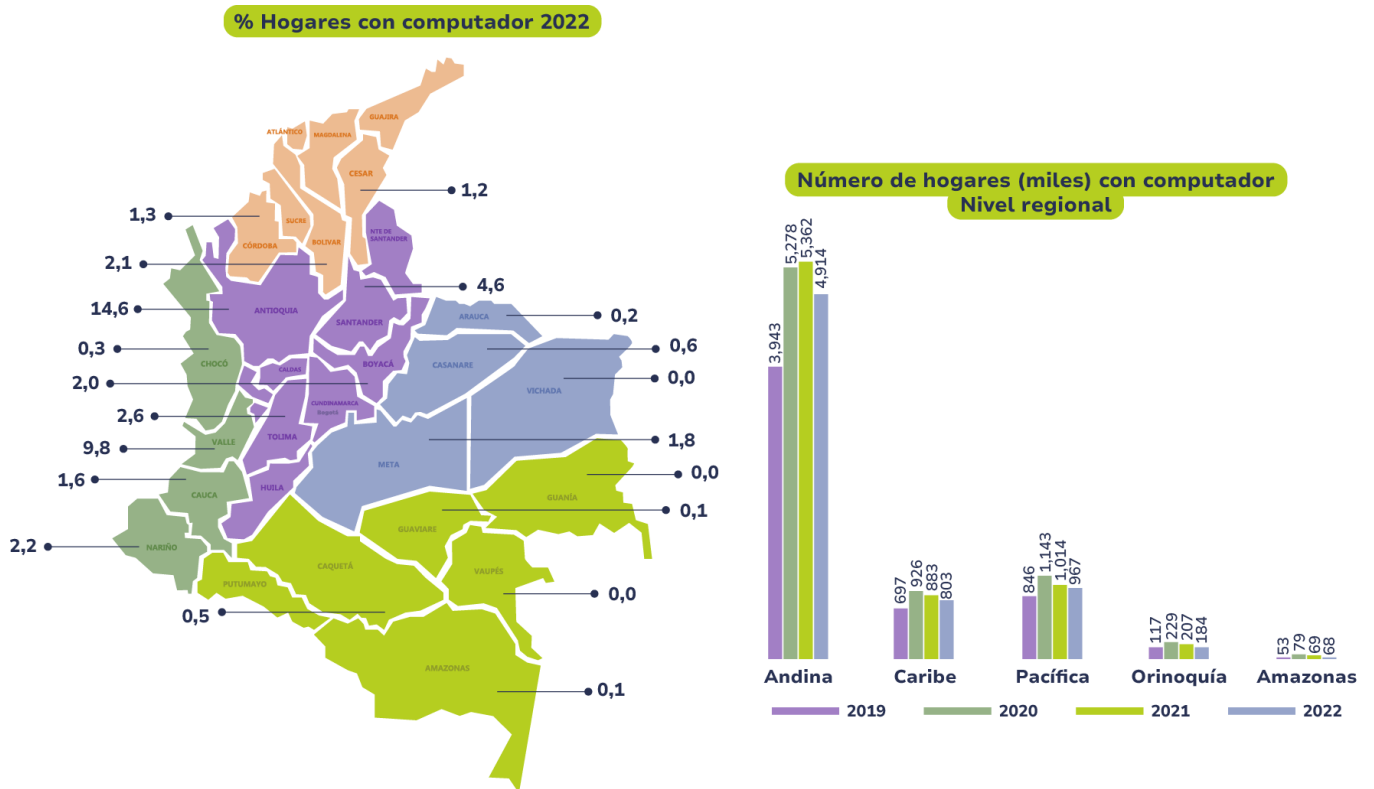 % Hogares con computador 2022
GUAJIRA
ATLÁNTICO
MAGDALENA
CESAR
1,2
1,3
SUCRE
NTE DE
SANTANDER
CÓRDOBA
BOLIVAR
2,1
4,6
14,6
ANTIOQUIA
SANTANDER
ARAUCA
0,2
0,3
CHOCÓ
CALDAS
BOYACÁ
CASANARE
0,6
2,0
0,0
VICHADA
CUNDINAMARCA
Bogotá
2,6
TOLIMA
9,8
VALLE
1,8
META
1,6
CAUCA
HUILA
0,0
GUANÍA
0,1
GUAVIARE
2,2
NARIÑO
CAQUETÁ
VAUPÉS
PUTUMAYO
0,0
0,5
AMAZONAS
0,1
Número de hogares (miles) con computador
Nivel regional
3,943
5,278
5,362
4,914
697
926
883
803
846
1,143
1,014
967
117
229
207
184
53
79
69
68
Andina Caribe Pacífica Orinoquía Amazonas
2019 2020 2021 2022